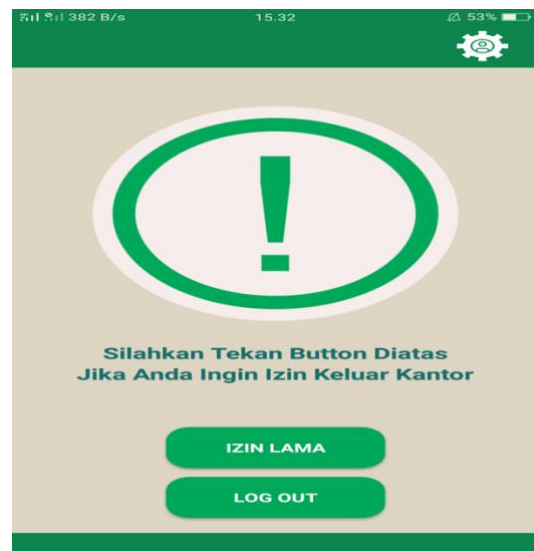 382 B/s 15.32 53%
!
Silahkan Tekan Button Diatas
Jika Anda Ingin Izin Keluar Kantor
IZIN LAMA
LOG OUT